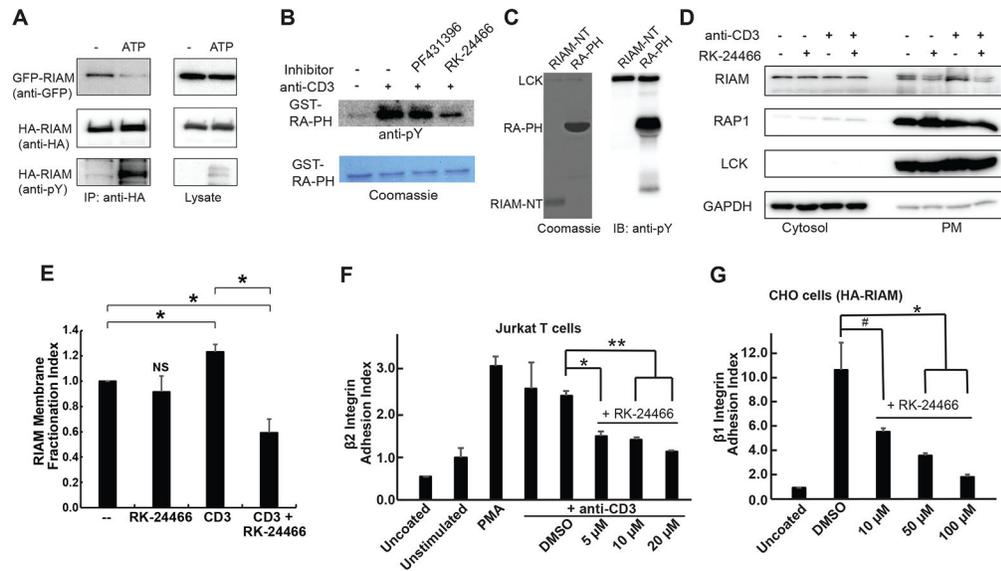 A
- ATP - ATP
GFP-RIAM
(anti-GFP)
HA-RIAM
(anti-HA)
HA-RIAM
(anti-pY)
IP: anti-HA Lysate
B
PF431396
RK-24466
Inhibitor - -
anti-CD3 - + + +
GST-
RA-PH
anti-pY
GST-
RA-PH
Coomassie
C
RIAM-NT
RA-PH
RIAM-NT
RA-PH
LCK
RA-PH
RIAM-NT
Coomassie IB: anti-pY
D
anti-CD3 - - + + - - + +
RK-24466 - + - + - + - +
RIAM
RAP1
LCK
GAPDH
Cytosol PM
E
RIAM Membrane
Fractionation Index
1.4
1.2
1.0
0.8
0.6
0.4
0.2
0.0
*
*
*
NS
-- RK-24466 CD3 CD3 +
RK-24466
F
Jurkat T cells
β2 Integrin
Adhesion Index
3.0
2.0
1.0
0.0
**
*
+ RK-24466
Uncoated
Unstimulated
PMA
DMSO
5 µM
10 µM
20 µM
+ anti-CD3
G
CHO cells (HA-RIAM)
β1 Integrin
Adhesion Index
12.0
10.0
8.0
6.0
4.0
2.0
0.0
*
#
+ RK-24466
Uncoated
DMSO
10 µM
50 µM
100 µM